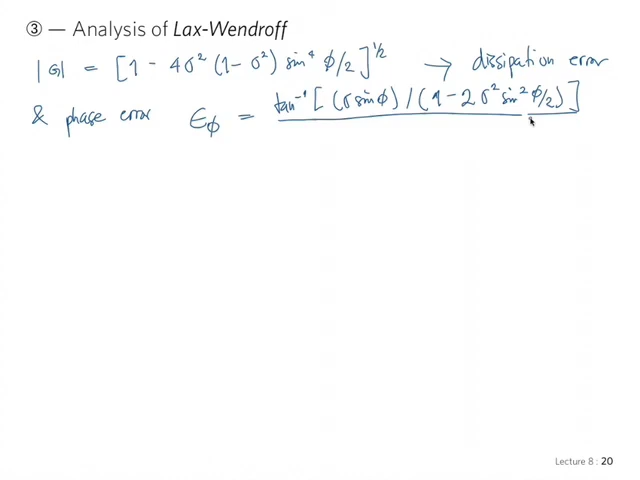 ③ — Analysis of Lax-Wendroff
|G| = [1 - 4σ² (1-σ²) sin⁴ ϕ/2]^1/2 → dissipation error
& phase error ϵ_ϕ = tan⁻¹ [(σ sinϕ) / (1 - 2σ² sin² ϕ/2)]
Lecture 8 : 20